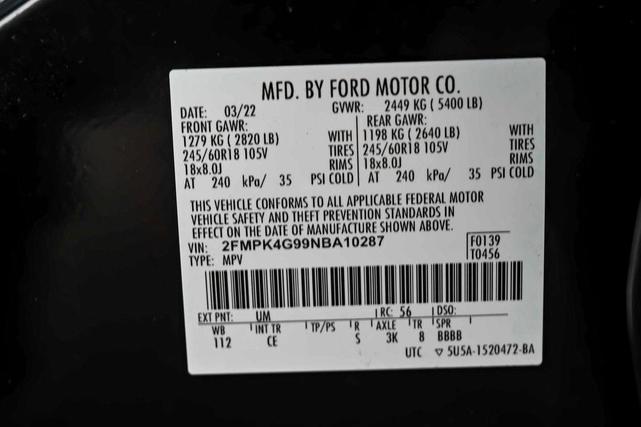 MFD. BY FORD MOTOR CO.
DATE: 03/22 GVWR: 2449 KG ( 5400 LB)
FRONT GAWR: REAR GAWR:
1279 KG ( 2820 LB) WITH 1198 KG ( 2640 LB) WITH
245/60R18 105V TIRES 245/60R18 105V TIRES
18x8.0J RIMS 18x8.0J RIMS
AT 240 kPa/ 35 PSI COLD AT 240 kPa/ 35 PSI COLD
THIS VEHICLE CONFORMS TO ALL APPLICABLE FEDERAL MOTOR
VEHICLE SAFETY AND THEFT PREVENTION STANDARDS IN
EFFECT ON THE DATE OF MANUFACTURE SHOWN ABOVE.
VIN: 2FMPK4G99NBA10287 F0139
TYPE: MPV T0456
EXT PNT: UM RC: 56 DSO:
WB INT TR TP/PS R AXLE TR SPR
112 CE S 3K 8 BBBB
UTC ▽ 5U5A-1520472-BA